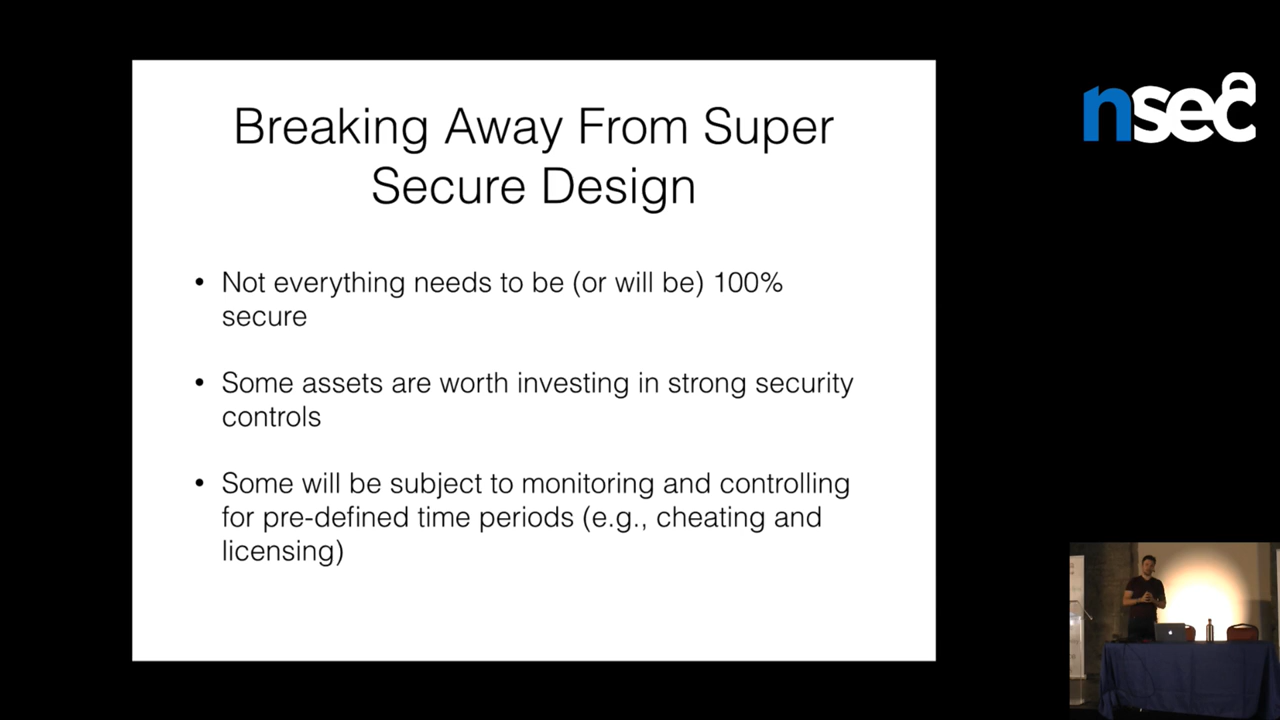 nsec
Breaking Away From Super
Secure Design
• Not everything needs to be (or will be) 100%
secure
• Some assets are worth investing in strong security
controls
• Some will be subject to monitoring and controlling
for pre-defined time periods (e.g., cheating and
licensing)